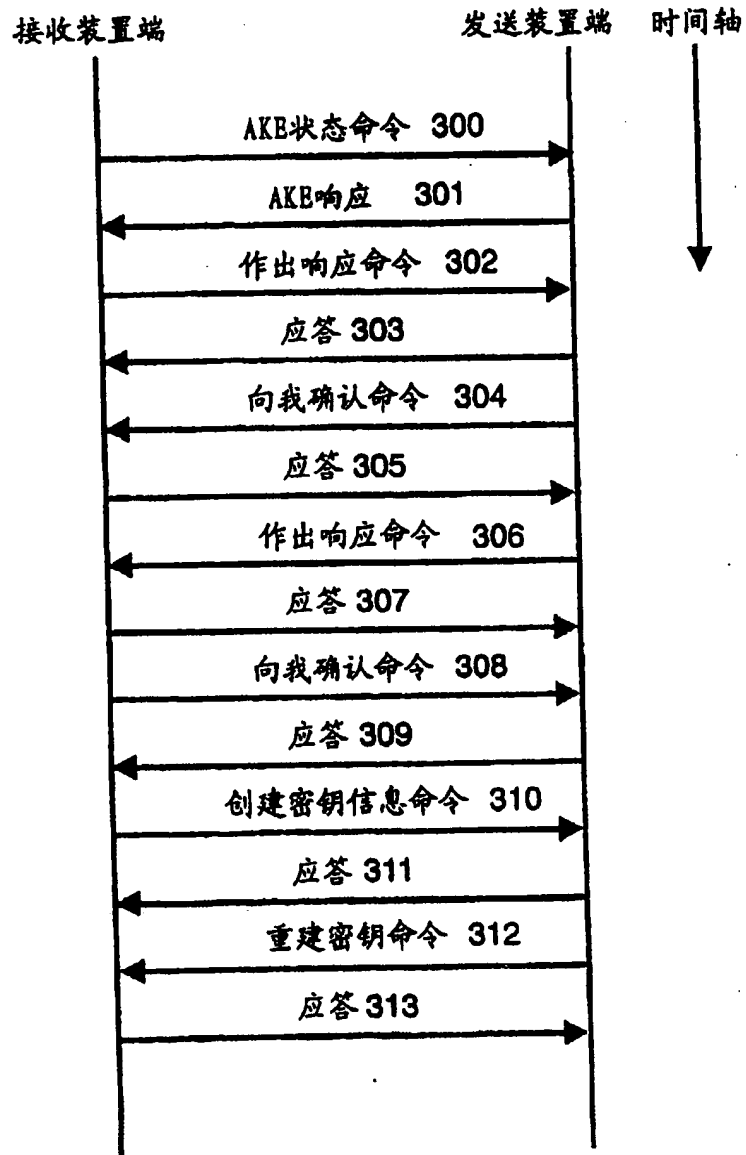 接收装置端 发送装置端 时间轴
AKE状态命令 300
AKE响应 301
作出响应命令 302
应答 303
向我确认命令 304
应答 305
作出响应命令 306
应答 307
向我确认命令 308
应答 309
创建密钥信息命令 310
应答 311
重建密钥命令 312
应答 313